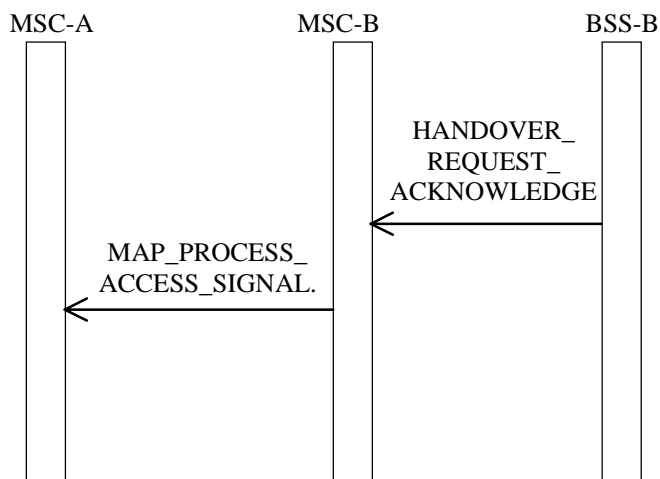 MSC-A
MSC-B
BSS-B
HANDOVER_
REQUEST_
ACKNOWLEDGE
MAP_PROCESS_
ACCESS_SIGNAL.